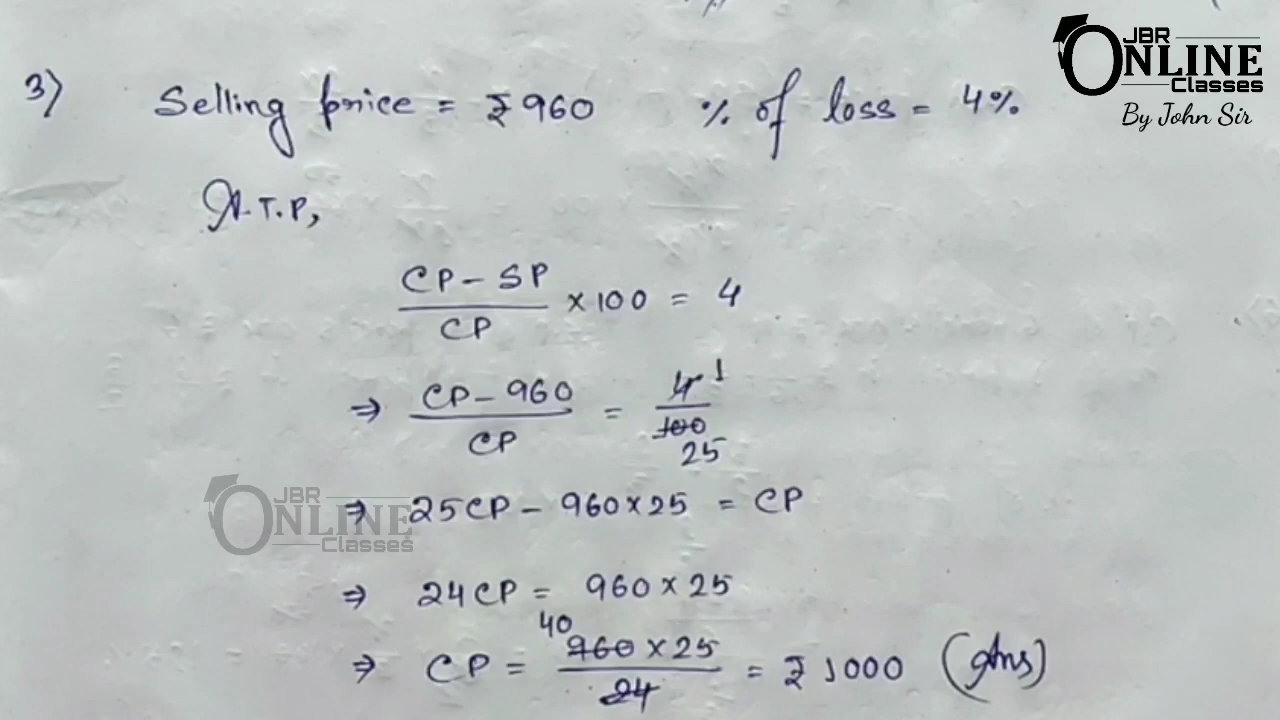 JBR
ONLINE
Classes
By John Sir
3) Selling price = ₹960 % of loss = 4%
A.T.P,
CP - SP / CP × 100 = 4
⇒ CP - 960 / CP = 4 1 / 100 25
JBR
ONLINE
Classes
⇒ 25CP - 960×25 = CP
⇒ 24CP = 960 × 25
⇒ CP = 40 960 × 25 / 24 = ₹ 1000 (Ans)